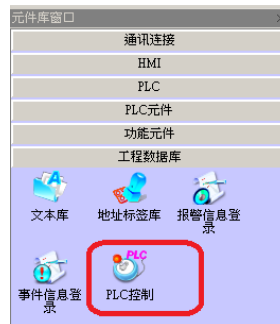 元件库窗口
通讯连接
HMI
PLC
PLC元件
功能元件
工程数据库
文本库
地址标签库
报警信息登
录
事件信息登
录
PLC
PLC控制